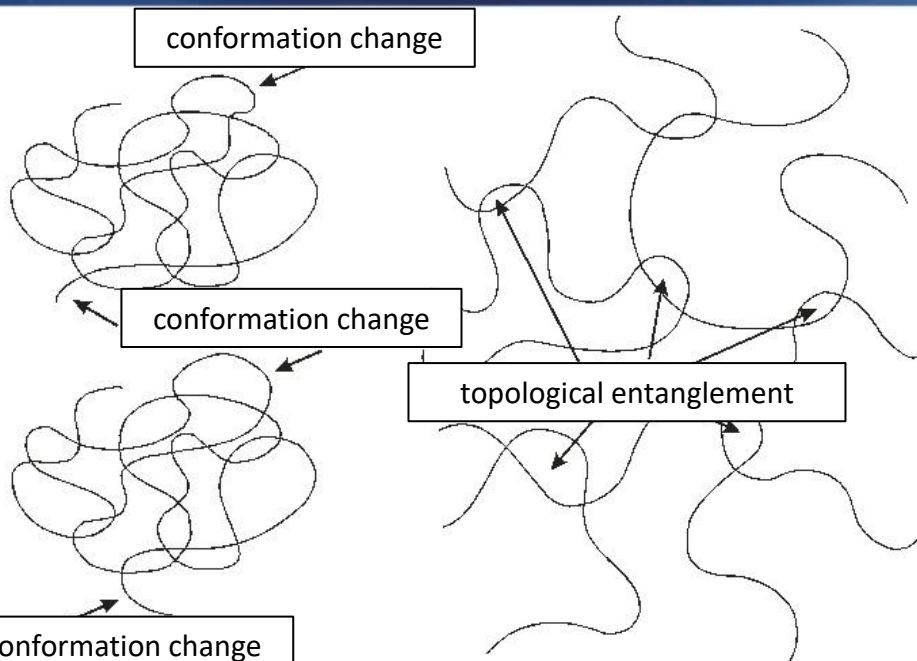 conformation change
conformation change
topological entanglement
onformation change